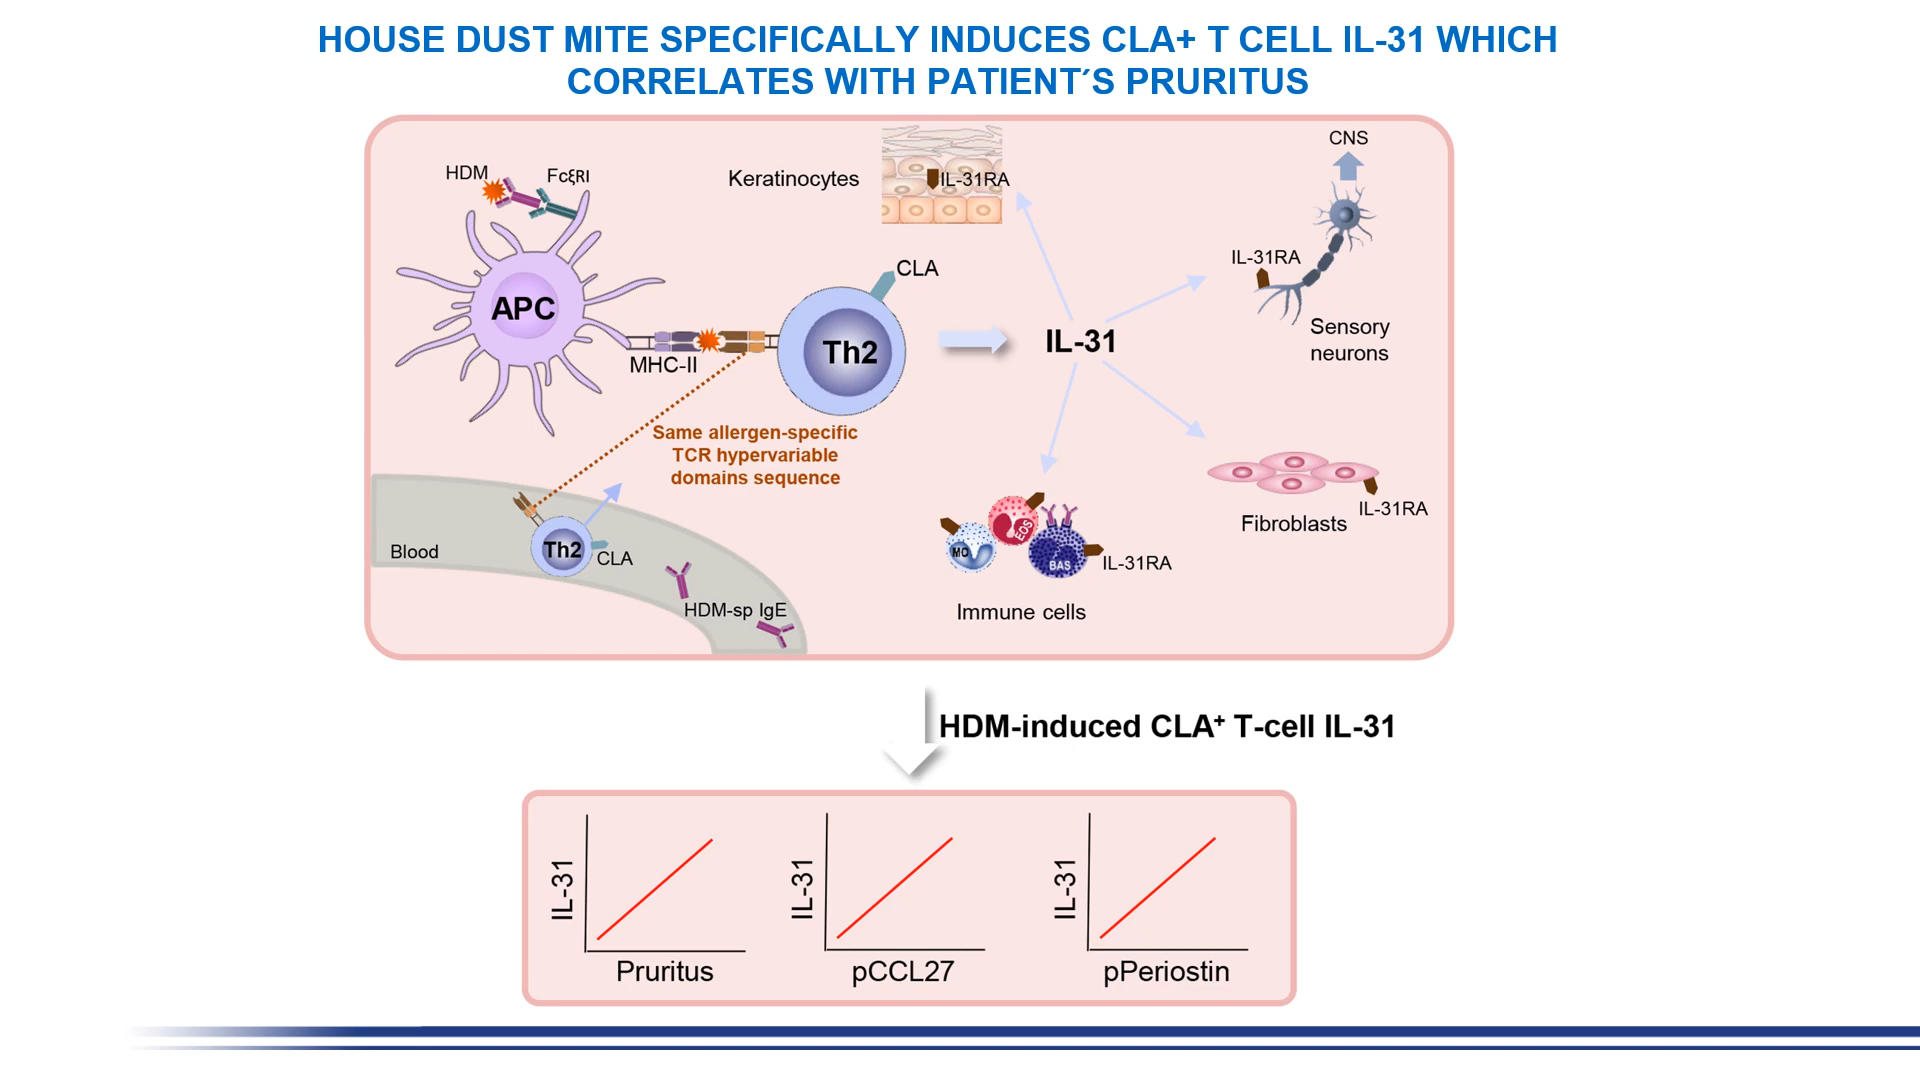 HOUSE DUST MITE SPECIFICALLY INDUCES CLA+ T CELL IL-31 WHICH
CORRELATES WITH PATIENT´S PRURITUS
HDM
FcξRI
APC
MHC-II
Keratinocytes
IL-31RA
CLA
Th2
IL-31
CNS
IL-31RA
Sensory
neurons
Same allergen-specific
TCR hypervariable
domains sequence
Blood
Th2
CLA
HDM-sp IgE
MO
EOS
BAS
IL-31RA
Immune cells
IL-31RA
Fibroblasts
HDM-induced CLA⁺ T-cell IL-31
IL-31
Pruritus
IL-31
pCCL27
IL-31
pPeriostin